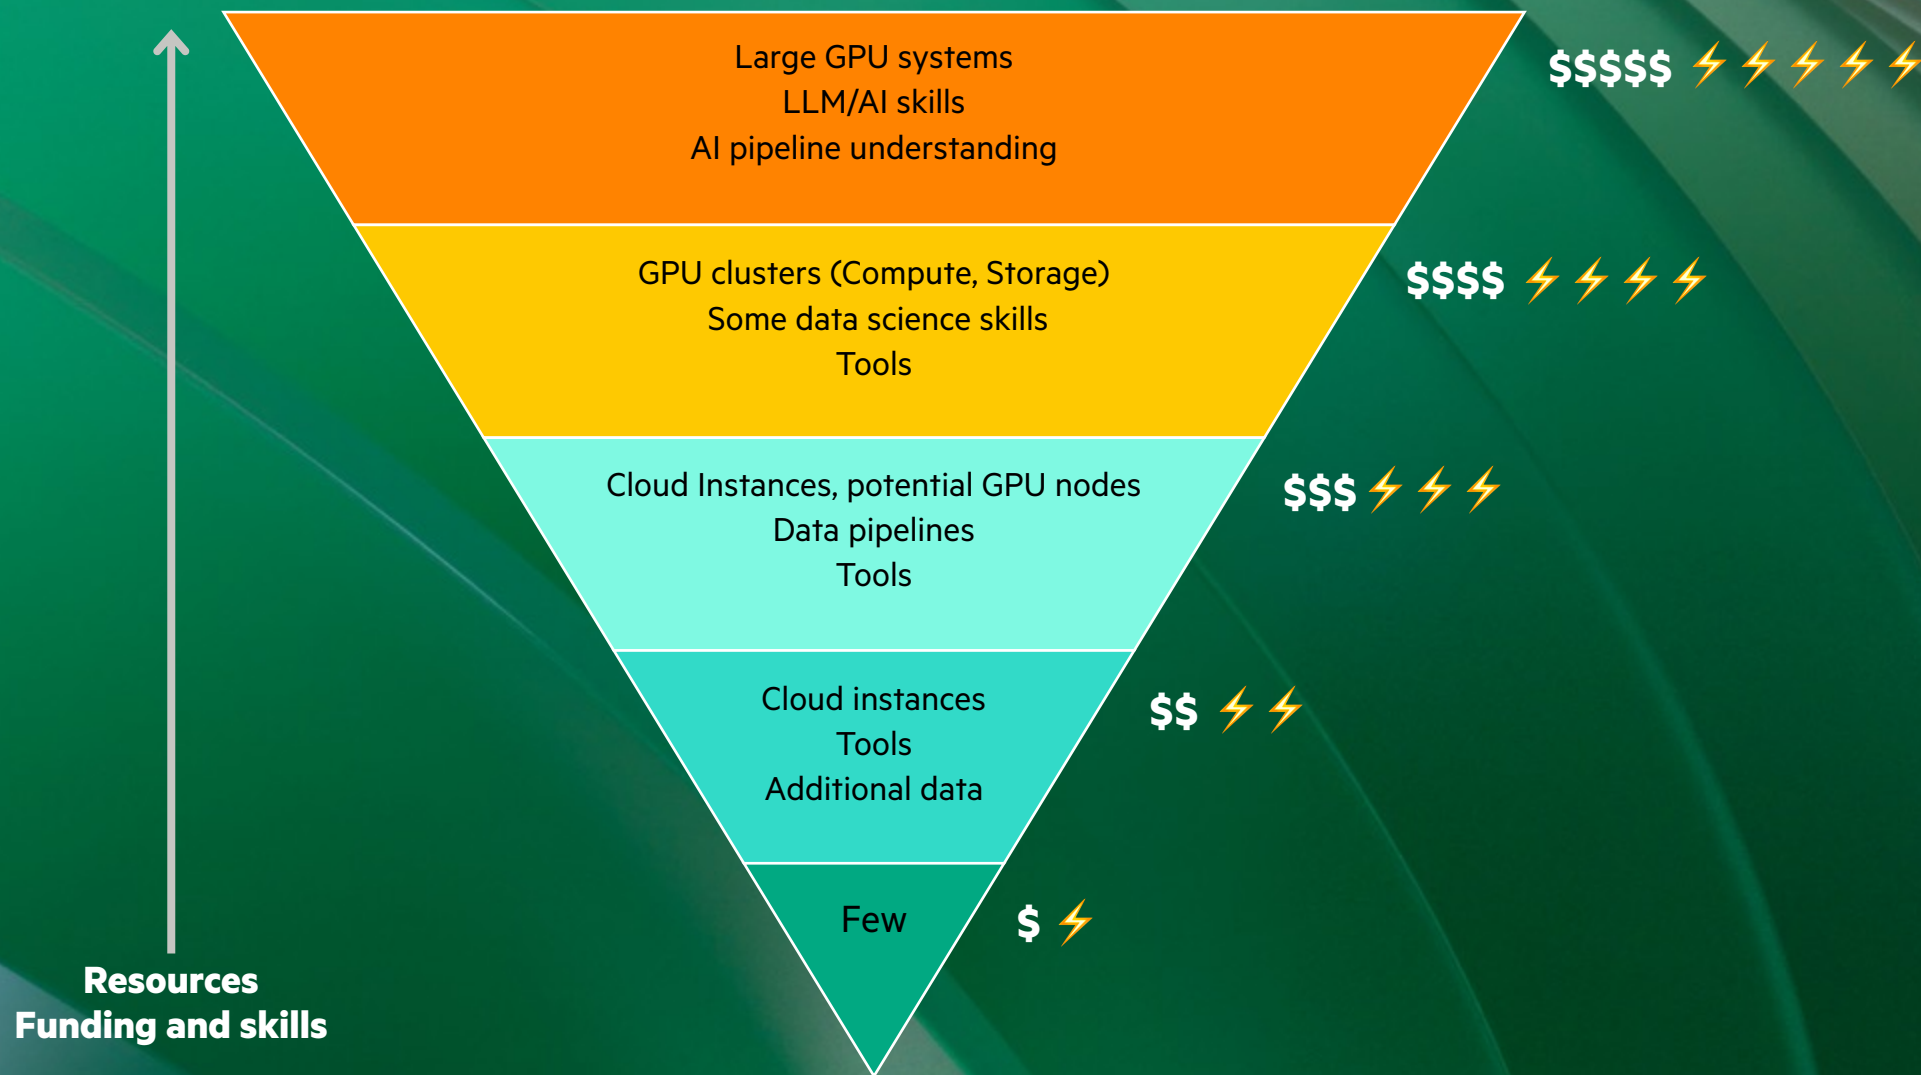 Large GPU systems
LLM/AI skills
AI pipeline understanding
$$$$$ ⚡⚡⚡⚡⚡
GPU clusters (Compute, Storage)
Some data science skills
Tools
$$$$ ⚡⚡⚡⚡
Cloud Instances, potential GPU nodes
Data pipelines
Tools
$$$ ⚡⚡⚡
Cloud instances
Tools
Additional data
$$ ⚡⚡
Few
$ ⚡
Resources
Funding and skills